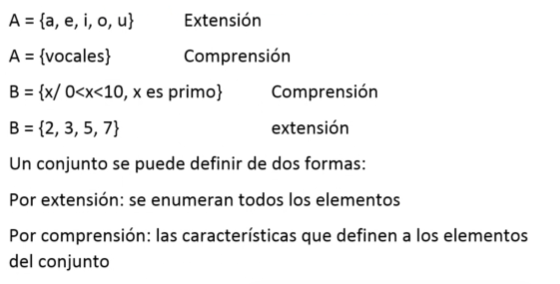 A = {a, e, i, o, u} Extensión
A = {vocales} Comprensión
B = {x/ 0<x<10, x es primo} Comprensión
B = {2, 3, 5, 7} extensión
Un conjunto se puede definir de dos formas:
Por extensión: se enumeran todos los elementos
Por comprensión: las características que definen a los elementos
del conjunto